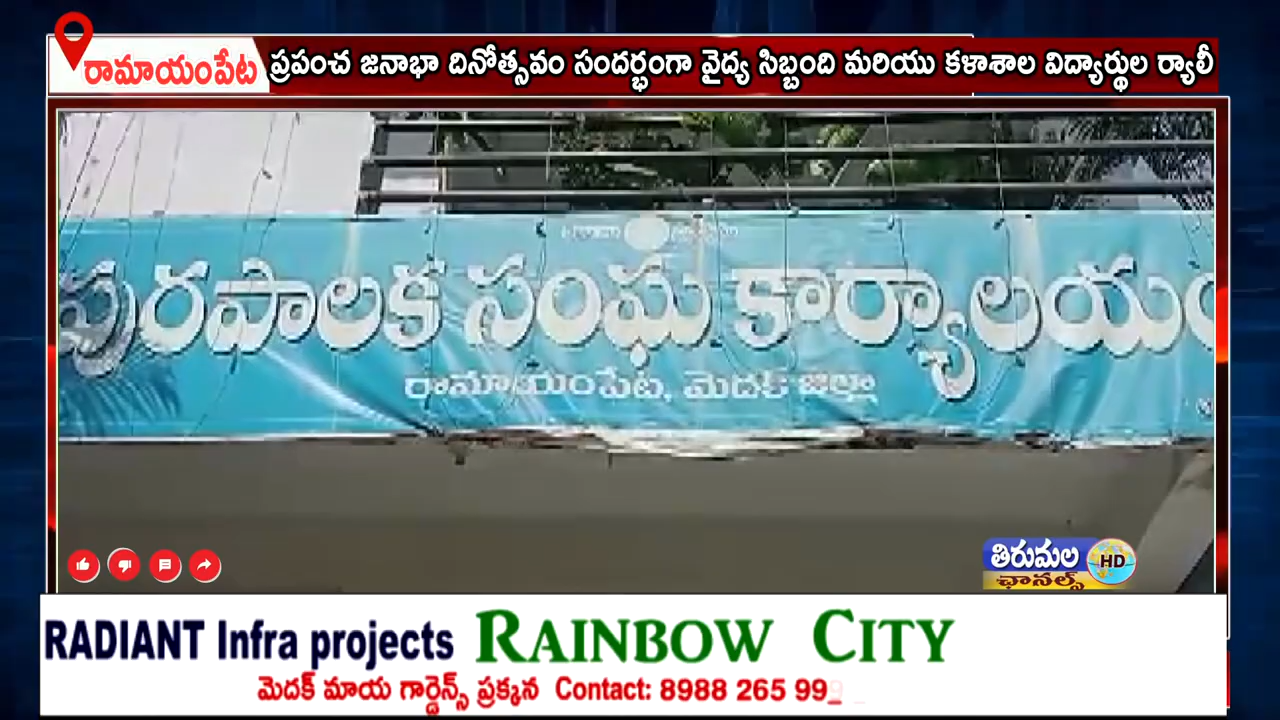 రామాయంపేట ప్రపంచ జనాభా దినోత్సవం సందర్భంగా వైద్య సిబ్బంది మరియు కళాశాల విద్యార్థుల ర్యాలీ
పురపాలక సంఘ కార్యాలయం
రామాయంపేట, మెదక్ జిల్లా
తిరుమల
ఛానల్స్ HD
RADIANT Infra projects RAINBOW CITY
మెదక్ మాయ గార్డెన్స్ ప్రక్కన Contact: 8988 265 99